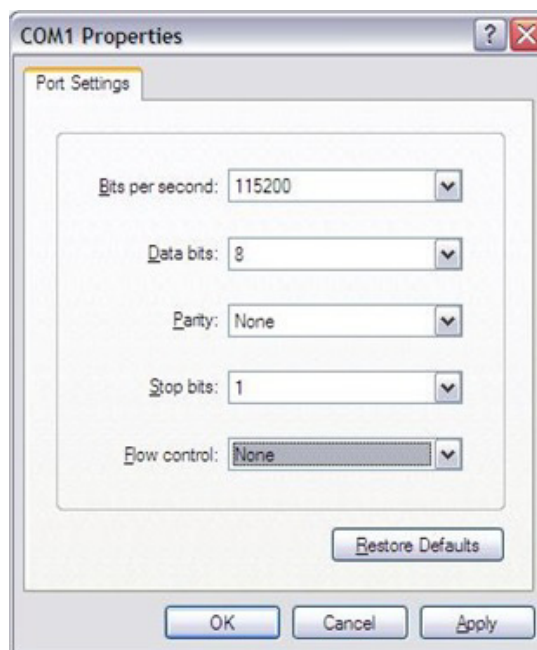 COM1 Properties
Port Settings
Bits per second: 115200
Data bits: 8
Parity: None
Stop bits: 1
Flow control: None
Restore Defaults
OK Cancel Apply